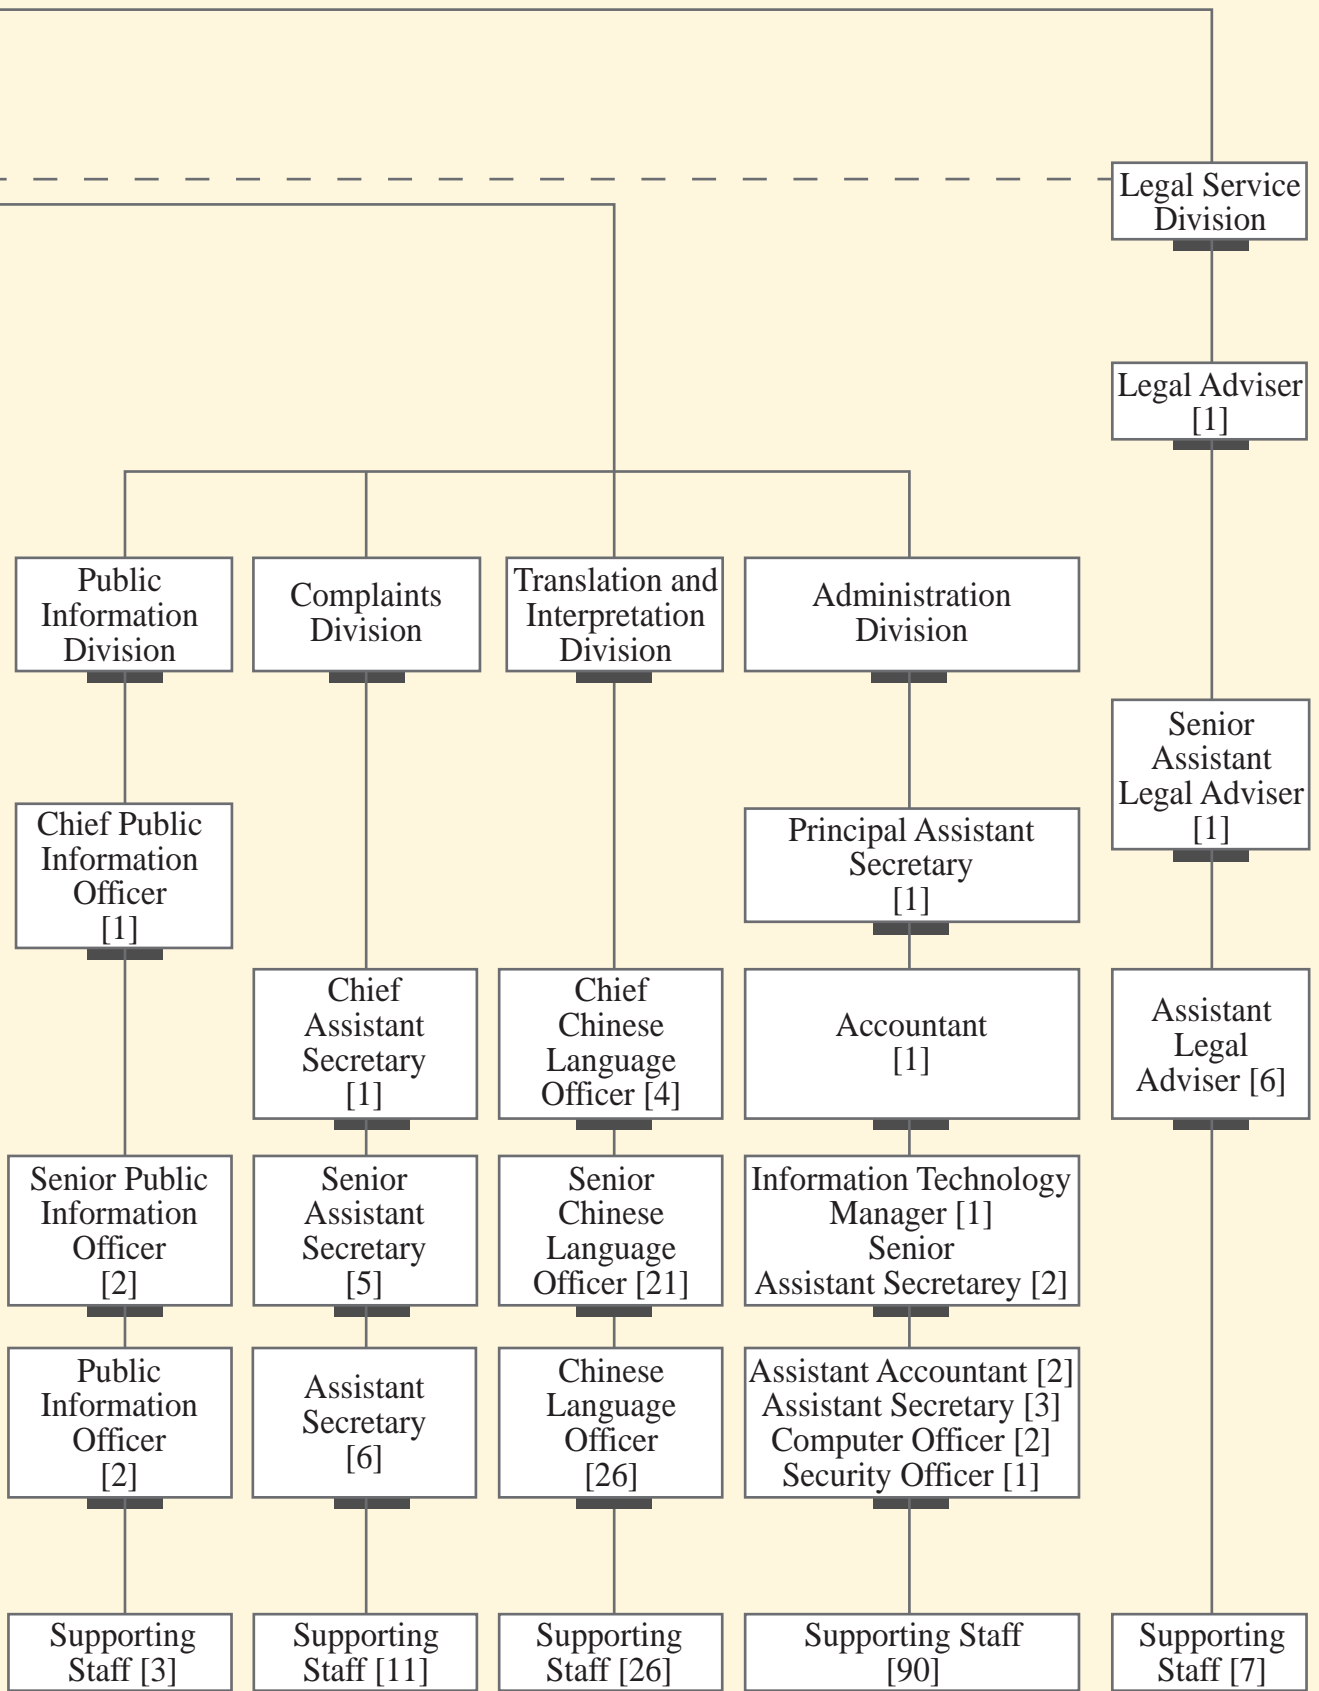 Legal Service
Division
Legal Adviser
[1]
Public
Information
Division
Complaints
Division
Translation and
Interpretation
Division
Administration
Division
Senior
Assistant
Legal Adviser
[1]
Chief Public
Information
Officer
[1]
Principal Assistant
Secretary
[1]
Chief
Assistant
Secretary
[1]
Chief
Chinese
Language
Officer [4]
Accountant
[1]
Assistant
Legal
Adviser [6]
Senior Public
Information
Officer
[2]
Senior
Assistant
Secretary
[5]
Senior
Chinese
Language
Officer [21]
Information Technology
Manager [1]
Senior
Assistant Secretarey [2]
Public
Information
Officer
[2]
Assistant
Secretary
[6]
Chinese
Language
Officer
[26]
Assistant Accountant [2]
Assistant Secretary [3]
Computer Officer [2]
Security Officer [1]
Supporting
Staff [3]
Supporting
Staff [11]
Supporting
Staff [26]
Supporting Staff
[90]
Supporting
Staff [7]